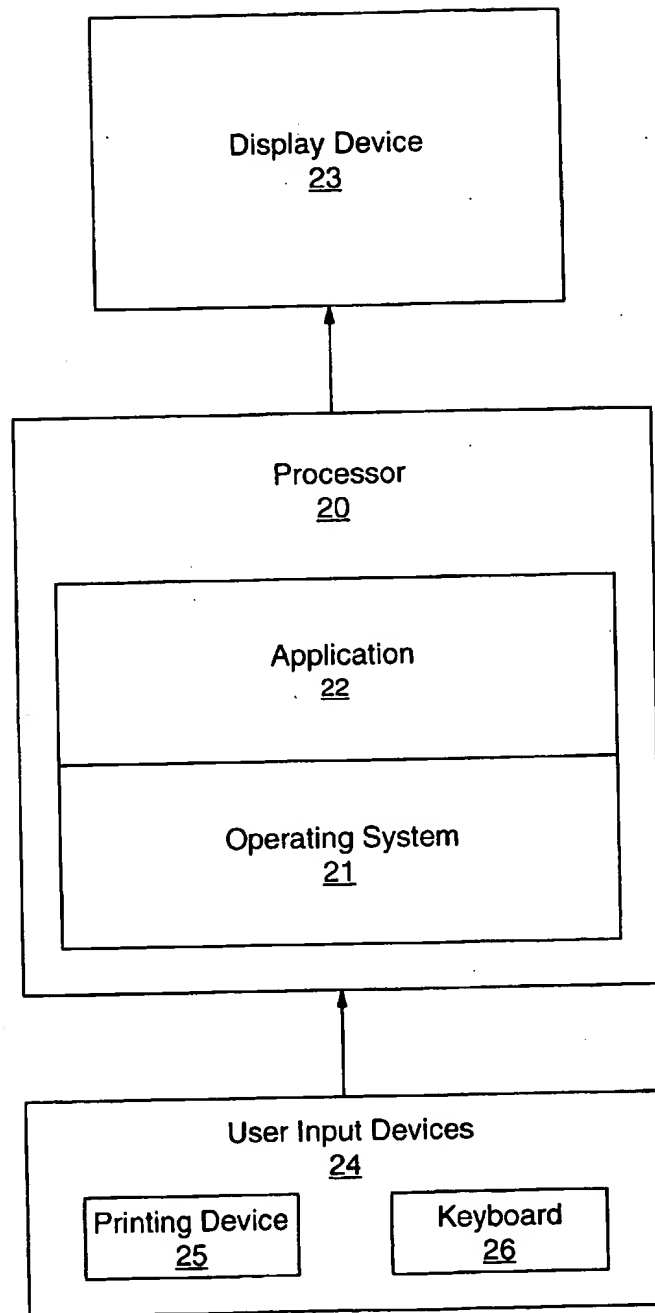 Display Device
23
Processor
20
Application
22
Operating System
21
User Input Devices
24
Printing Device
25
Keyboard
26